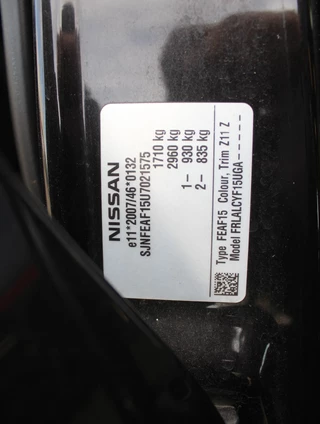 NISSAN
e11*2007/46*0132
SJNFEAF15U7021575
1710 kg
2960 kg
1– 930 kg
2– 835 kg
Type FEAF15 Colour, Trim Z11 Z
Model FRLALCYF15UGA–––––